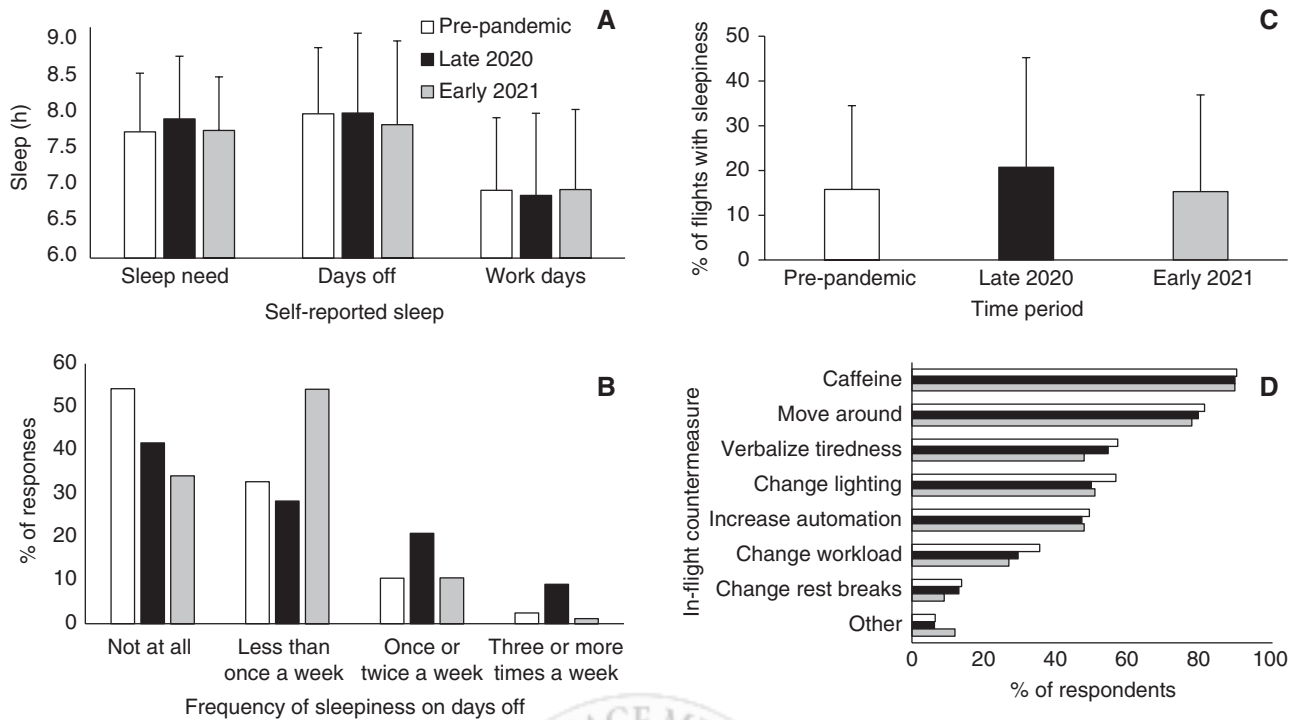 A
Pre-pandemic
Late 2020
Early 2021
Sleep (h)
9.0
8.5
8.0
7.5
7.0
6.5
6.0
Sleep need Days off Work days
Self-reported sleep
C
% of flights with sleepiness
50
40
30
20
10
0
Pre-pandemic Late 2020 Early 2021
Time period
B
% of responses
60
50
40
30
20
10
0
Not at all Less than Once or Three or more
once a week twice a week times a week
Frequency of sleepiness on days off
D
In-flight countermeasure
Caffeine
Move around
Verbalize tiredness
Change lighting
Increase automation
Change workload
Change rest breaks
Other
0 20 40 60 80 100
% of respondents